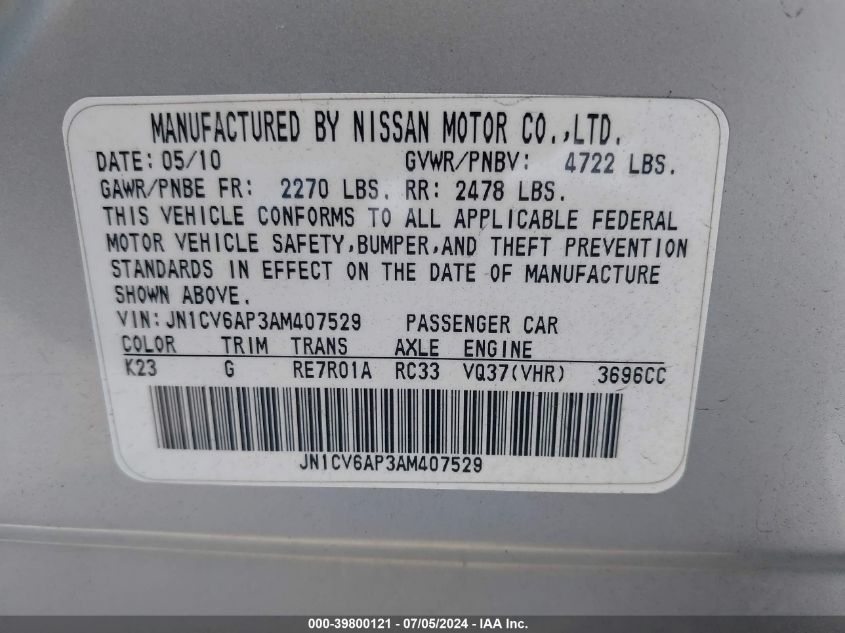 MANUFACTURED BY NISSAN MOTOR CO.,LTD.
DATE: 05/10 GVWR/PNBV: 4722 LBS.
GAWR/PNBE FR: 2270 LBS. RR: 2478 LBS.
THIS VEHICLE CONFORMS TO ALL APPLICABLE FEDERAL
MOTOR VEHICLE SAFETY,BUMPER,AND THEFT PREVENTION
STANDARDS IN EFFECT ON THE DATE OF MANUFACTURE
SHOWN ABOVE.
VIN: JN1CV6AP3AM407529 PASSENGER CAR
COLOR TRIM TRANS AXLE ENGINE
K23 G RE7R01A RC33 VQ37(VHR) 3696CC
JN1CV6AP3AM407529
000-39800121 - 07/05/2024 - IAA Inc.